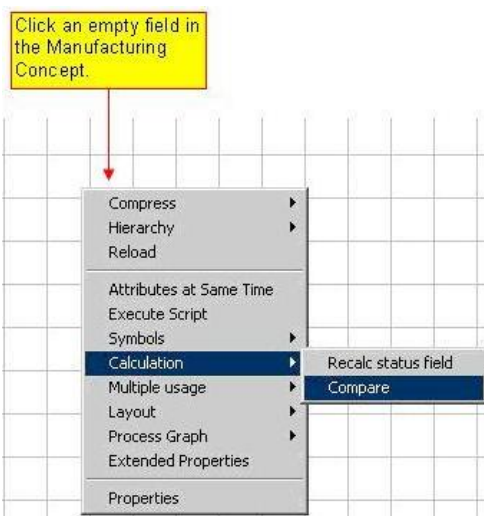 Click an empty field in
the Manufacturing
Concept.
Compress
Hierarchy
Reload
Attributes at Same Time
Execute Script
Symbols
Calculation
Recalc status field
Compare
Multiple usage
Layout
Process Graph
Extended Properties
Properties